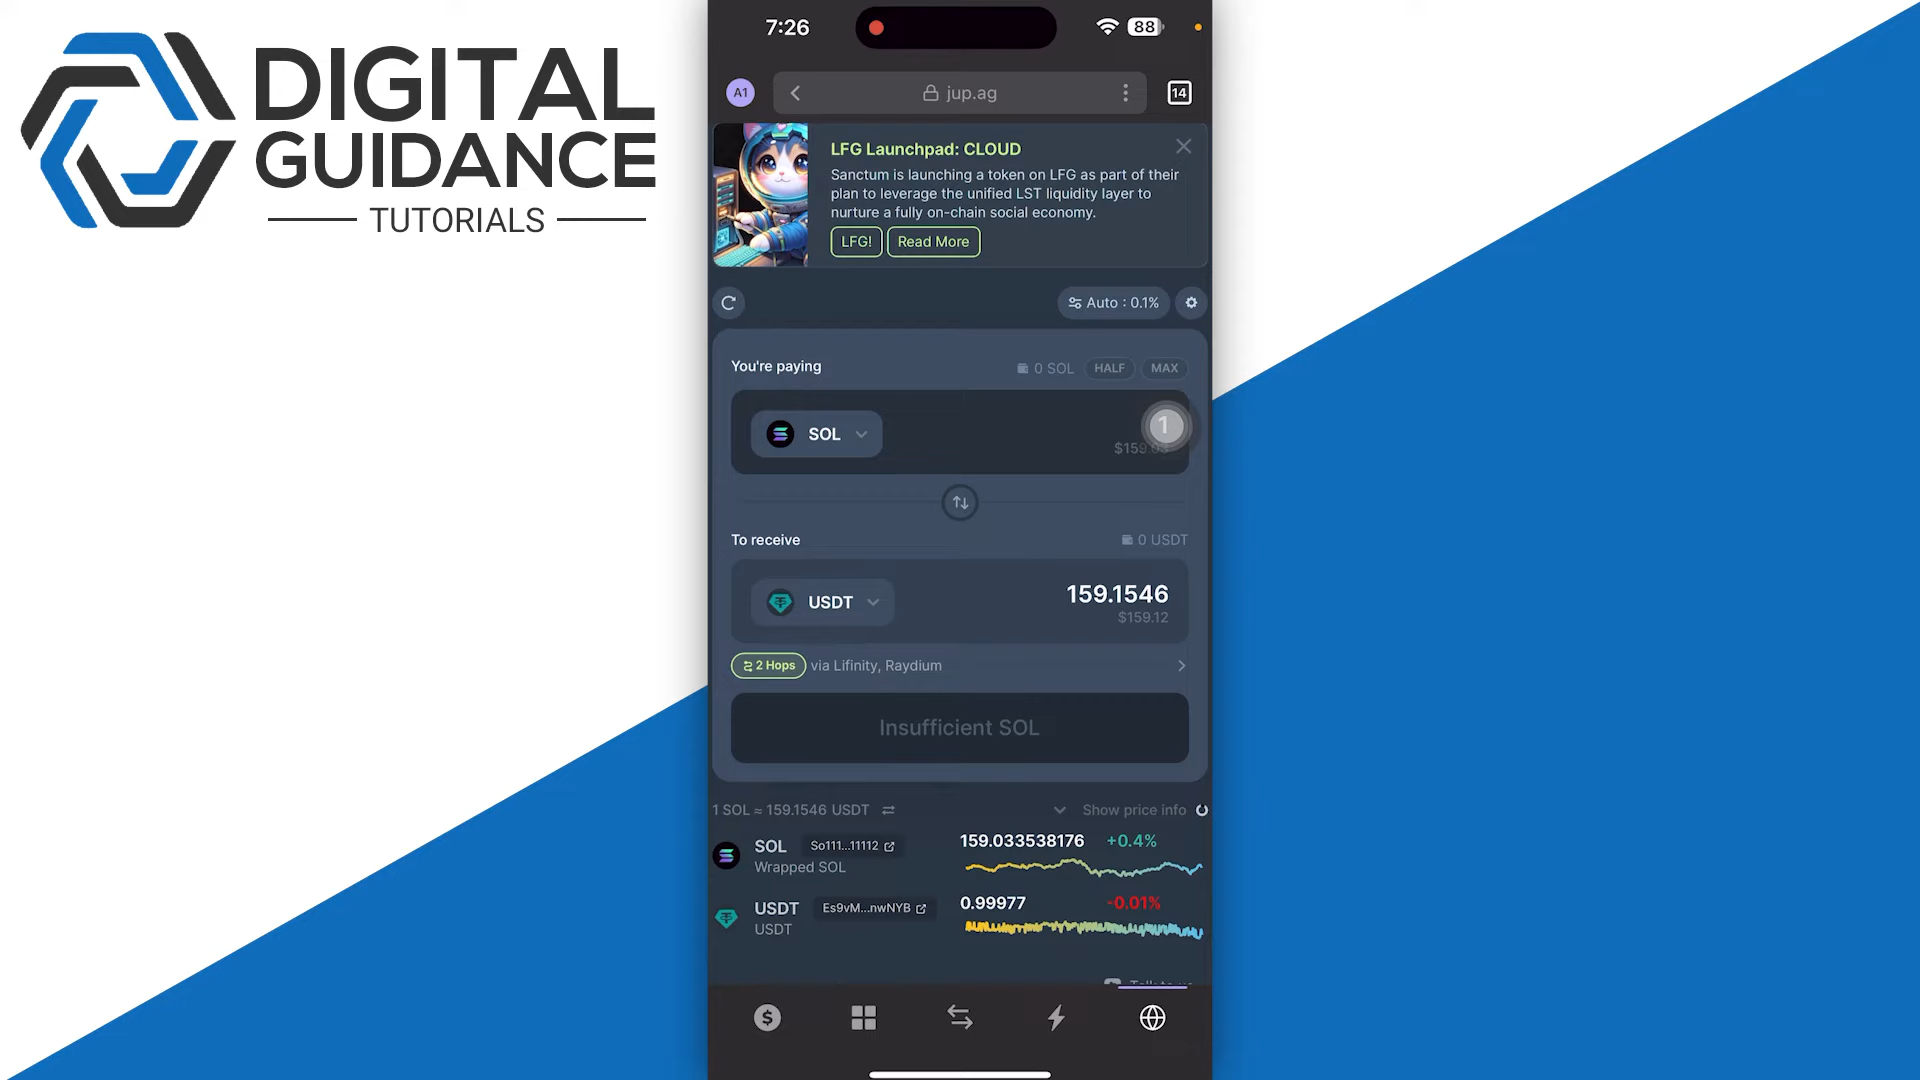 DIGITAL
GUIDANCE
TUTORIALS
7:26
88
A1
jup.ag
14
LFG Launchpad: CLOUD
Sanctum is launching a token on LFG as part of their
plan to leverage the unified LST liquidity layer to
nurture a fully on-chain social economy.
LFG! Read More
Auto : 0.1%
You're paying 0 SOL HALF MAX
SOL 1
$159.03
To receive 0 USDT
USDT 159.1546
$159.12
2 Hops via Lifinity, Raydium
Insufficient SOL
1 SOL ≈ 159.1546 USDT Show price info
SOL So111...11112 159.033538176 +0.4%
Wrapped SOL
USDT Es9vM...nwNYB 0.99977 -0.01%
USDT